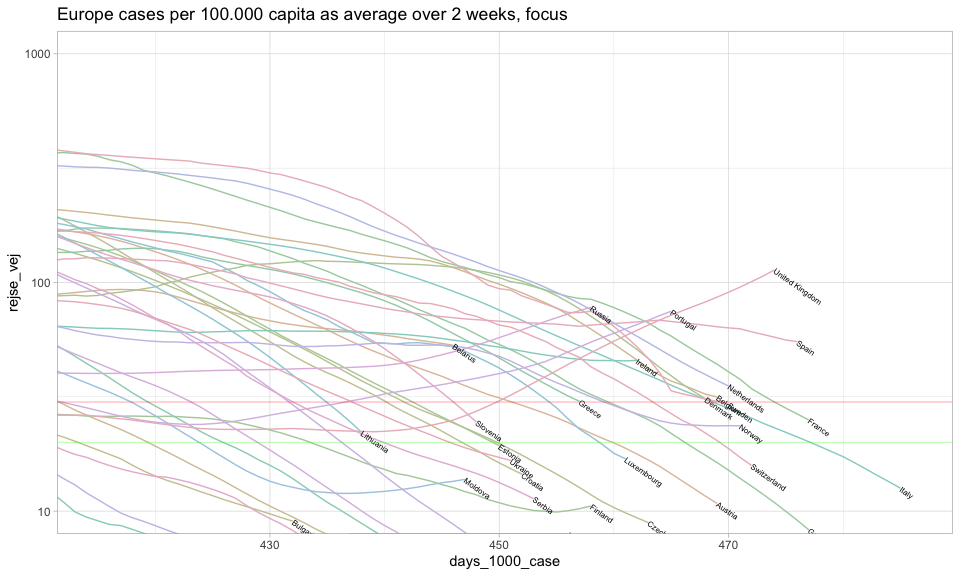 Europe cases per 100.000 capita as average over 2 weeks, focus
1000
100
10
rejse_vej
United Kingdom
Russia
Portugal
Spain
Belarus
Ireland
Netherlands
Greece
Denmark
Sweden
France
Norway
Slovenia
Lithuania
Estonia
Ukraine
Croatia
Luxembourg
Switzerland
Moldova
Serbia
Italy
Austria
Finland
430
450
470
days_1000_case